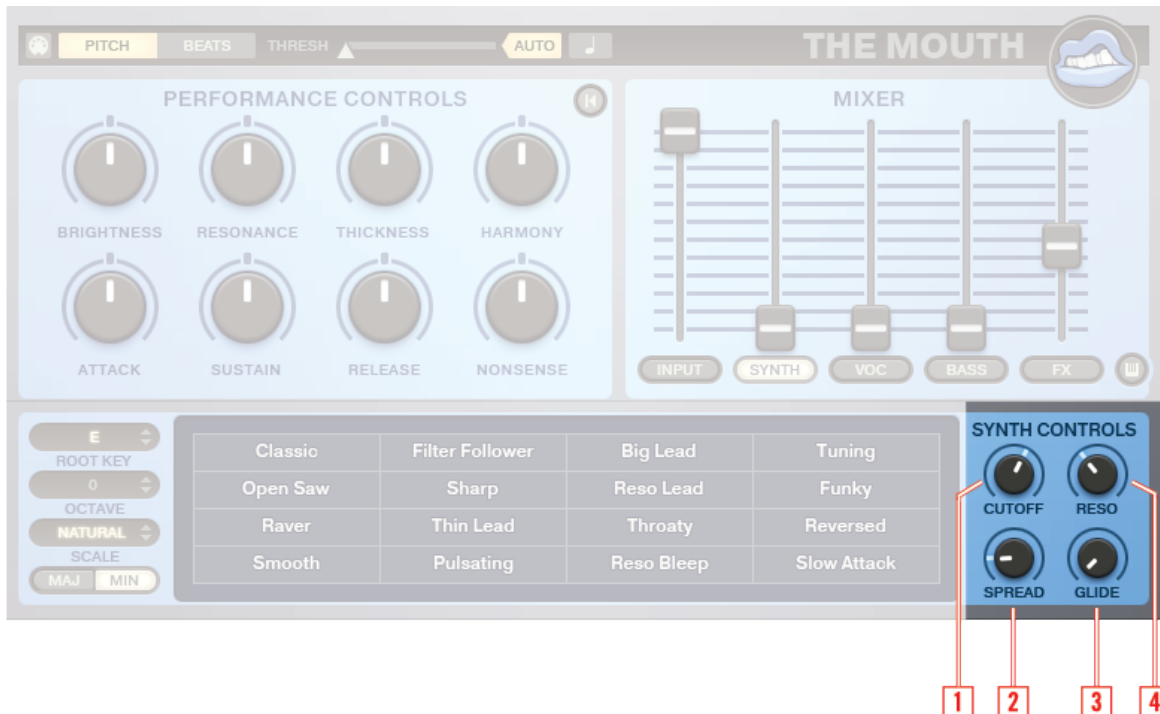 PITCH BEATS THRESH AUTO THE MOUTH
PERFORMANCE CONTROLS MIXER
BRIGHTNESS RESONANCE THICKNESS HARMONY
ATTACK SUSTAIN RELEASE NONSENSE
INPUT SYNTH VOC BASS FX
E
ROOT KEY
0
OCTAVE
NATURAL
SCALE
MAJ MIN
Classic Filter Follower Big Lead Tuning
Open Saw Sharp Reso Lead Funky
Raver Thin Lead Throaty Reversed
Smooth Pulsating Reso Bleep Slow Attack
SYNTH CONTROLS
CUTOFF RESO
SPREAD GLIDE
1 2 3 4